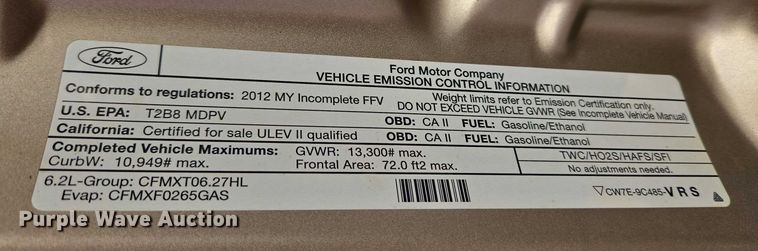 Ford
Ford Motor Company
VEHICLE EMISSION CONTROL INFORMATION
Conforms to regulations: 2012 MY Incomplete FFV
Weight limits refer to Emission Certification only.
DO NOT EXCEED VEHICLE GVWR (See Incomplete Vehicle Manual)
U.S. EPA: T2B8 MDPV OBD: CA II FUEL: Gasoline/Ethanol
California: Certified for sale ULEV II qualified OBD: CA II FUEL: Gasoline/Ethanol
Completed Vehicle Maximums: GVWR: 13,300# max. TWC/HO2S/HAFS/SFI
CurbW: 10,949# max. Frontal Area: 72.0 ft2 max. No adjustments needed.
6.2L-Group: CFMXT06.27HL
Evap: CFMXF0265GAS
CW7E-9C485-VRS
Purple Wave Auction